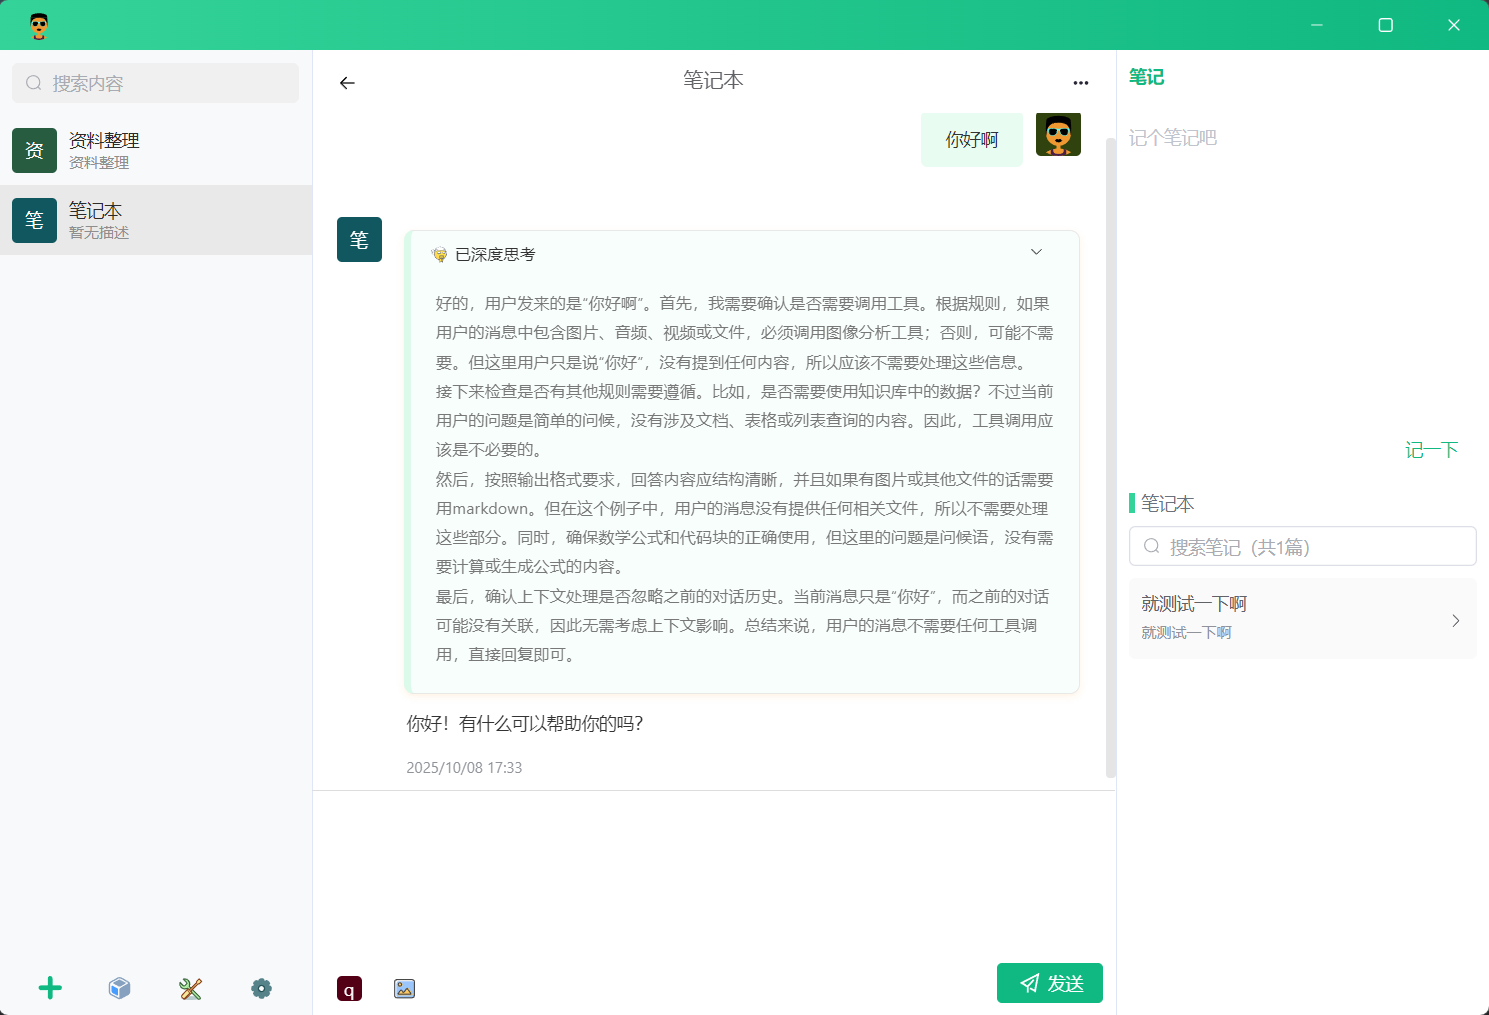 搜索内容
资
资料整理
资料整理
笔
笔记本
暂无描述
笔记本
你好啊
笔
已深度思考
好的，用户发来的是“你好啊”。首先，我需要确认是否需要调用工具。根据规则，如果
用户的消息中包含图片、音频、视频或文件，必须调用图像分析工具；否则，可能不需
要。但这里用户只是说“你好”，没有提到任何内容，所以应该不需要处理这些信息。
接下来检查是否有其他规则需要遵循。比如，是否需要使用知识库中的数据？不过当前
用户的问题是简单的问候，没有涉及文档、表格或列表查询的内容。因此，工具调用应
该是不必要的。
然后，按照输出格式要求，回答内容应结构清晰，并且如果有图片或其他文件的话需要
用markdown。但在这个例子中，用户的消息没有提供任何相关文件，所以不需要处理
这些部分。同时，确保数学公式和代码块的正确使用，但这里的问题是问候语，没有需
要计算或生成公式的内容。
最后，确认上下文处理是否忽略之前的对话历史。当前消息只是“你好”，而之前的对话
可能没有关联，因此无需考虑上下文影响。总结来说，用户的消息不需要任何工具调
用，直接回复即可。
你好！有什么可以帮助你的吗？
2025/10/08 17:33
q
发送
笔记
记个笔记吧
记一下
笔记本
搜索笔记（共1篇）
就测试一下啊
就测试一下啊